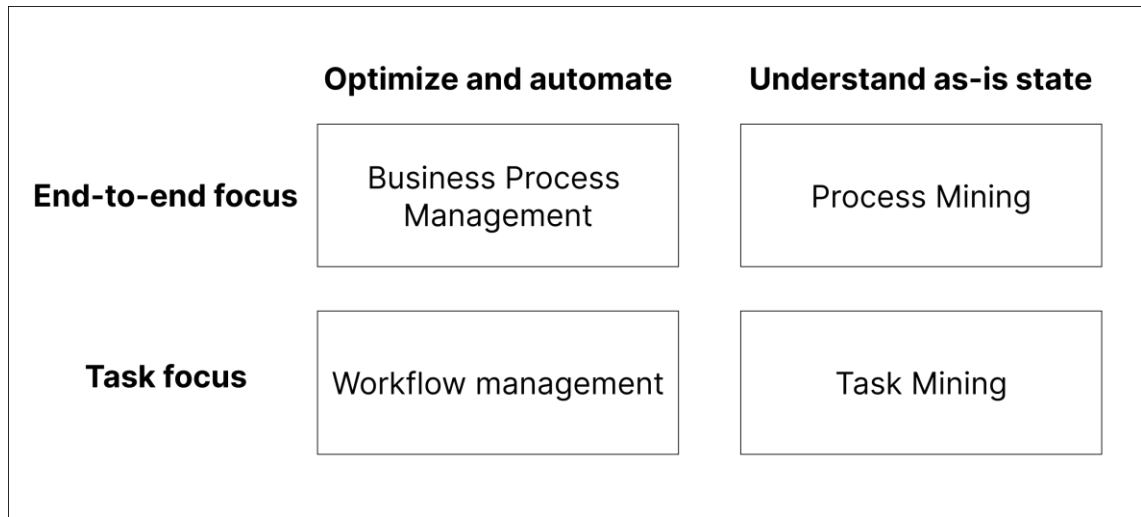 Optimize and automate
Understand as-is state
End-to-end focus
Business Process
Management
Process Mining
Task focus
Workflow management
Task Mining